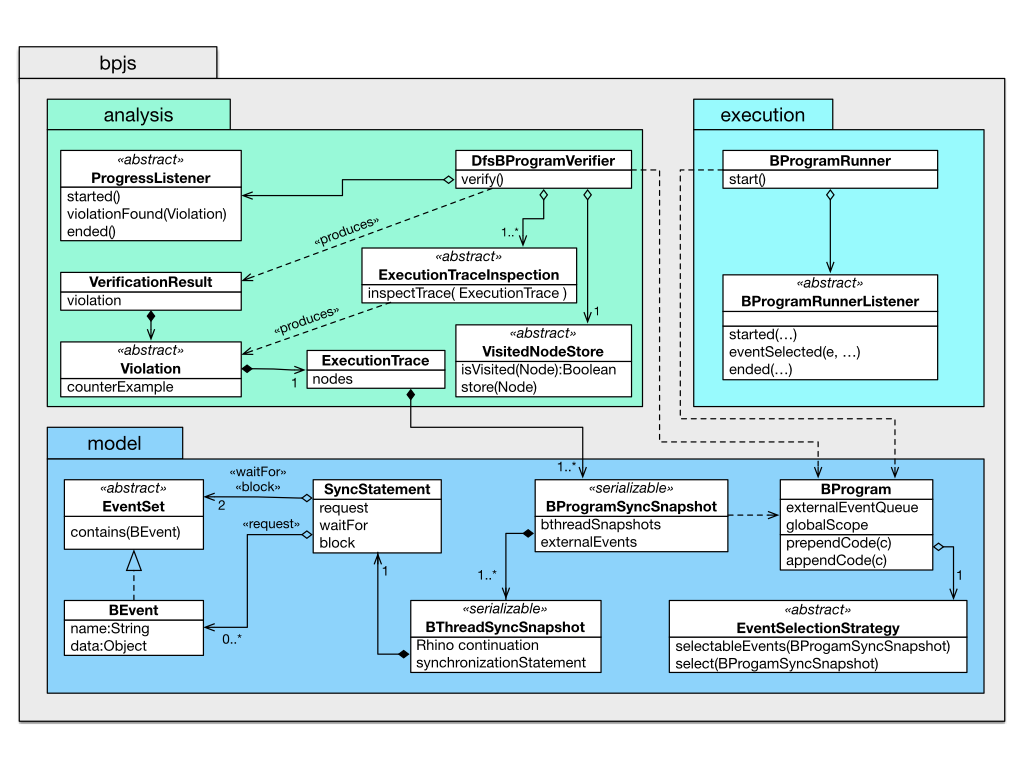 bpjs
analysis
«abstract»
ProgressListener
started()
violationFound(Violation)
ended()
DfsBProgramVerifier
verify()
«produces»
1..*
«abstract»
ExecutionTraceInspection
inspectTrace( ExecutionTrace )
VerificationResult
violation
«produces»
1
«abstract»
Violation
counterExample
1
ExecutionTrace
nodes
«abstract»
VisitedNodeStore
isVisited(Node):Boolean
store(Node)
execution
BProgramRunner
start()
«abstract»
BProgramRunnerListener
started(...)
eventSelected(e, ...)
ended(...)
model
«abstract»
EventSet
contains(BEvent)
«waitFor»
«block»
2
«request»
SyncStatement
request
waitFor
block
1
BEvent
name:String
data:Object
0..*
1..*
«serializable»
BProgramSyncSnapshot
bthreadSnapshots
externalEvents
1..*
«serializable»
BThreadSyncSnapshot
Rhino continuation
synchronizationStatement
BProgram
externalEventQueue
globalScope
prependCode(c)
appendCode(c)
1
«abstract»
EventSelectionStrategy
selectableEvents(BProgamSyncSnapshot)
select(BProgamSyncSnapshot)